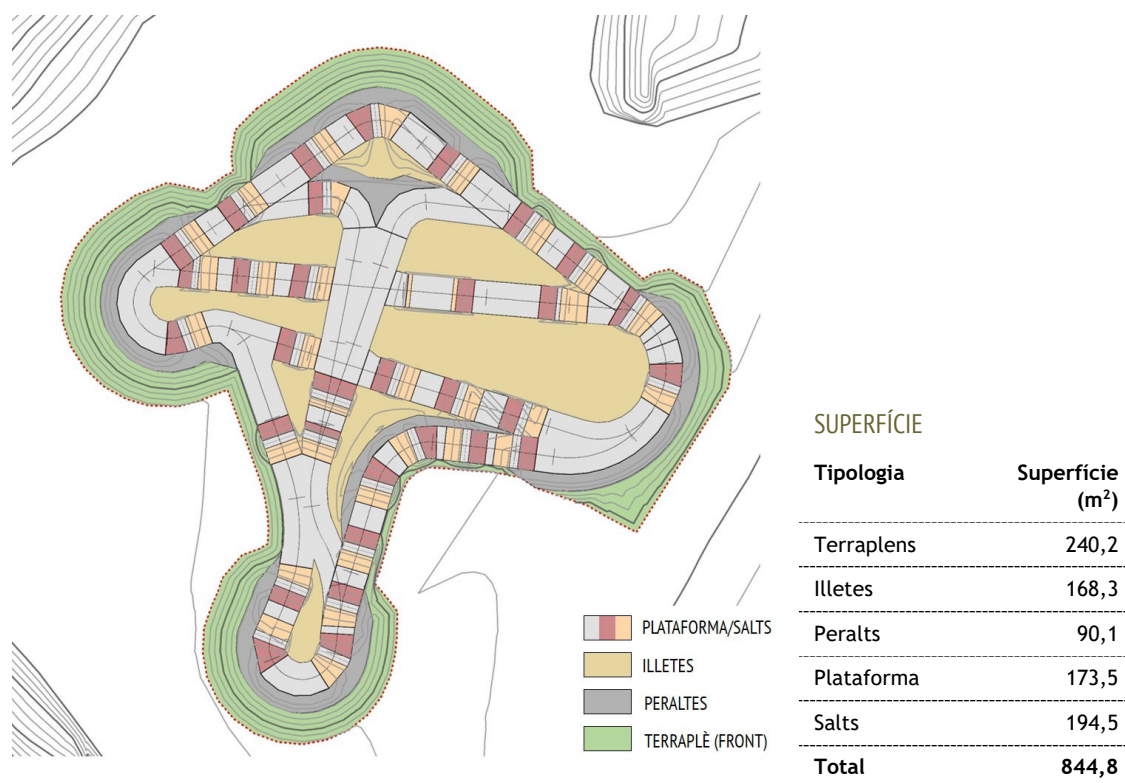 PLATAFORMA/SALTS
ILLETES
PERALTES
TERRAPLÈ (FRONT)
SUPERFÍCIE
Tipologia Superfície
(m²)
Terraplens 240,2
Illetes 168,3
Peralts 90,1
Plataforma 173,5
Salts 194,5
Total 844,8